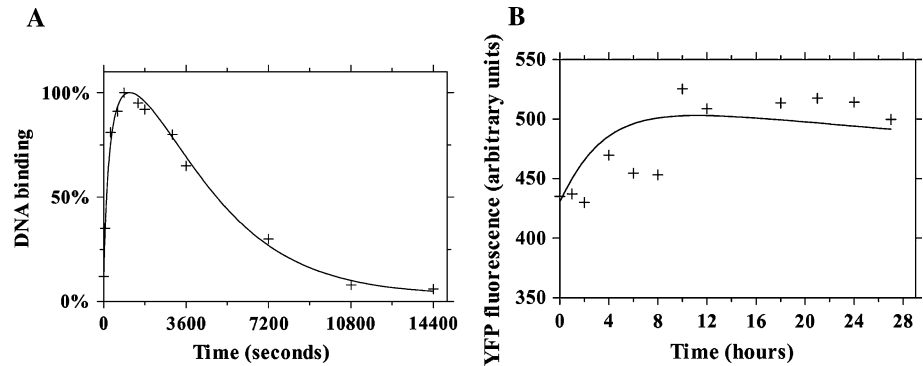 A
DNA binding
100%
50%
0%
0 3600 7200 10800 14400
Time (seconds)
B
YFP fluorescence (arbitrary units)
550
500
450
400
350
0 4 8 12 16 20 24 28
Time (hours)